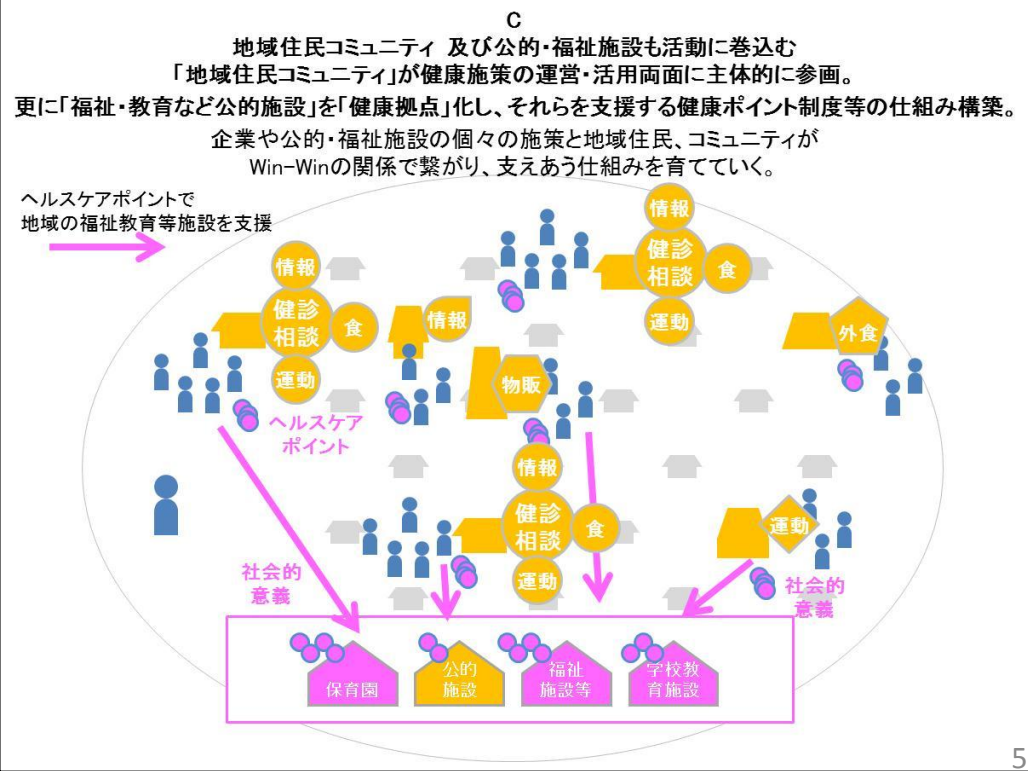 C
地域住民コミュニティ 及び公的・福祉施設も活動に巻込む
「地域住民コミュニティ」が健康施策の運営・活用両面に主体的に参画。
更に「福祉・教育など公的施設」を「健康拠点」化し、それらを支援する健康ポイント制度等の仕組み構築。
企業や公的・福祉施設の個々の施策と地域住民、コミュニティが
Win-Winの関係で繋がり、支えあう仕組みを育てていく。
ヘルスケアポイントで
地域の福祉教育等施設を支援
情報
健診
相談
食
運動
情報
健診
相談
食
運動
情報
外食
物販
ヘルスケア
ポイント
情報
健診
相談
食
運動
運動
社会的
意義
社会的
意義
保育園
公的
施設
福祉
施設等
学校教
育施設
5